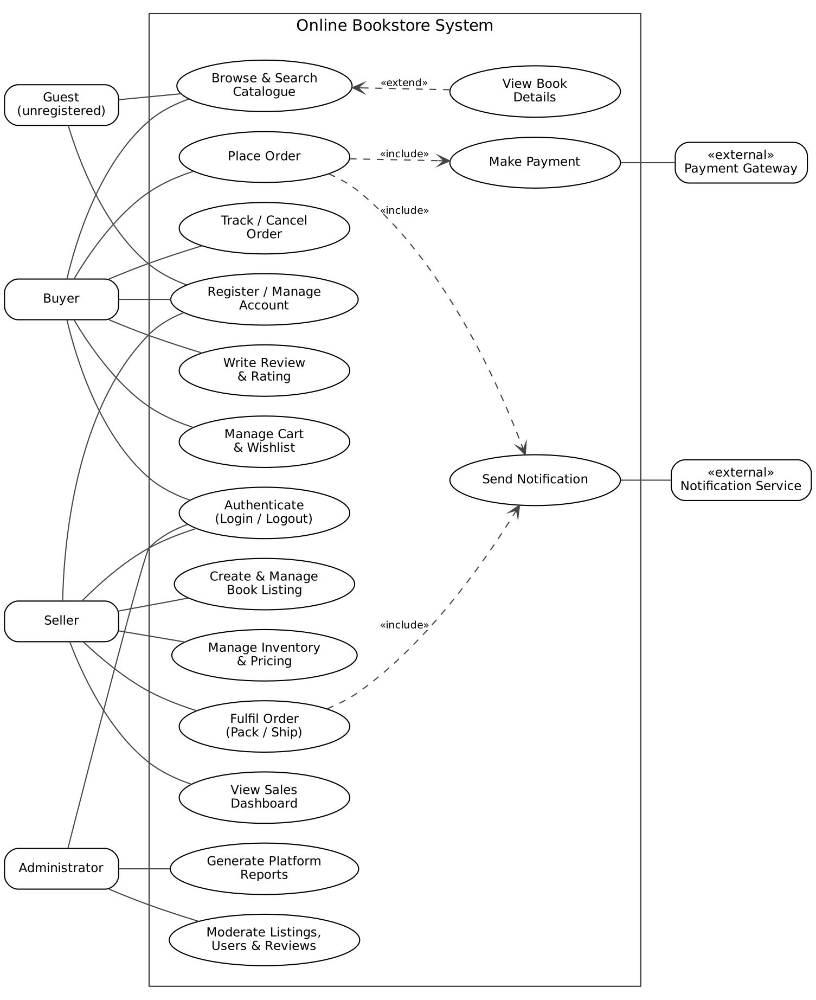 Online Bookstore System
Guest
(unregistered)
Browse & Search
Catalogue
«extend»
View Book
Details
Place Order
«include»
Make Payment
«external»
Payment Gateway
«include»
Track / Cancel
Order
Buyer
Register / Manage
Account
Write Review
& Rating
Manage Cart
& Wishlist
Send Notification
«external»
Notification Service
Authenticate
(Login / Logout)
Create & Manage
Book Listing
Seller
«include»
Manage Inventory
& Pricing
Fulfil Order
(Pack / Ship)
View Sales
Dashboard
Administrator
Generate Platform
Reports
Moderate Listings,
Users & Reviews